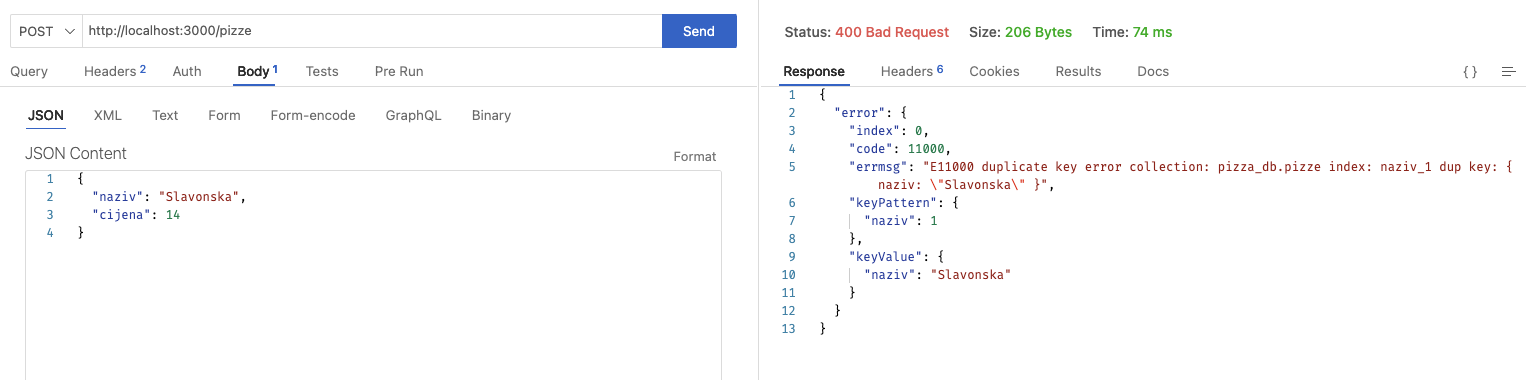 POST http://localhost:3000/pizze Send
Query Headers 2 Auth Body 1 Tests Pre Run
JSON XML Text Form Form-encode GraphQL Binary
JSON Content Format
1 {
2 "naziv": "Slavonska",
3 "cijena": 14
4 }
Status: 400 Bad Request Size: 206 Bytes Time: 74 ms
Response Headers 6 Cookies Results Docs { }
1 {
2 "error": {
3 "index": 0,
4 "code": 11000,
5 "errmsg": "E11000 duplicate key error collection: pizza_db.pizze index: naziv_1 dup key: {
naziv: \"Slavonska\" }",
6 "keyPattern": {
7 "naziv": 1
8 },
9 "keyValue": {
10 "naziv": "Slavonska"
11 }
12 }
13 }